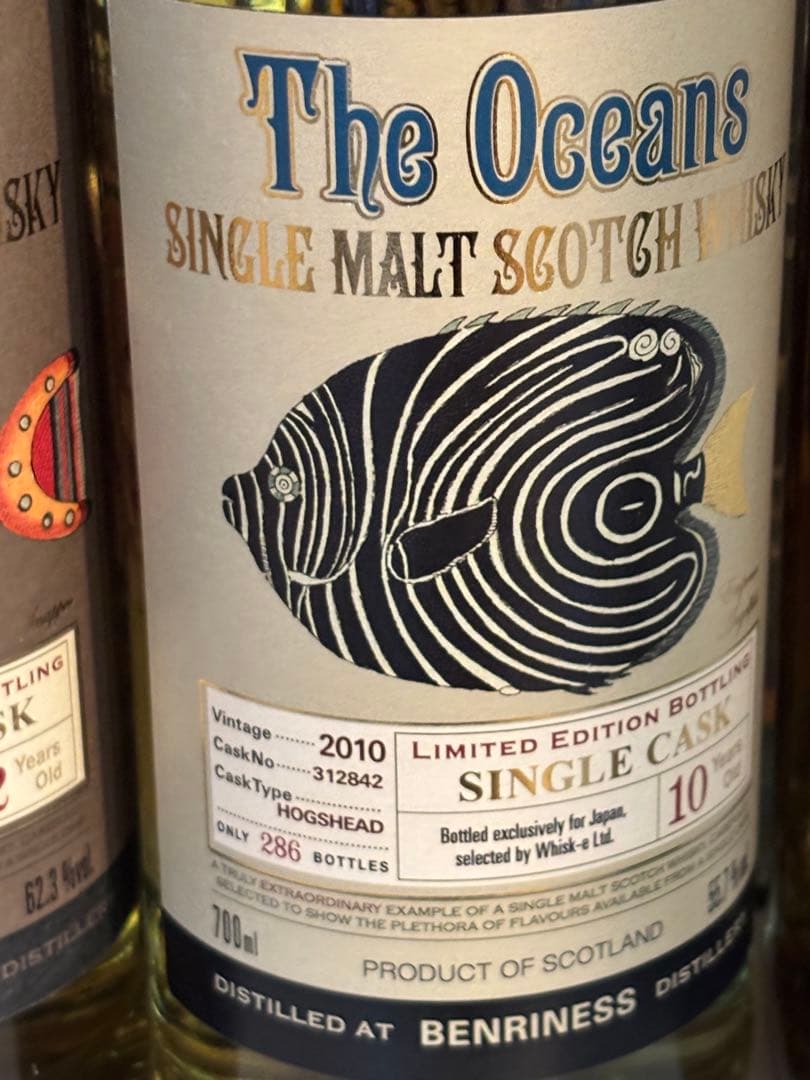 The Oceans
SINGLE MALT SCOTCH WHISKY
Vintage ........ 2010
CaskNo ....... 312842
CaskType ..................
HOGSHEAD
ONLY 286 BOTTLES
LIMITED EDITION BOTTLING
SINGLE CASK
Bottled exclusively for Japan,
selected by Whisk-e Ltd.
10 Years
Old
A TRULY EXTRAORDINARY EXAMPLE OF A SINGLE MALT SCOTCH
SELECTED TO SHOW THE PLETHORA OF FLAVOURS AVAILABLE FROM
700ml
PRODUCT OF SCOTLAND
DISTILLED AT BENRINESS DISTILLE
SKY
TLING
SK
2 Years
Old
62.3 %vol.
DISTILLER